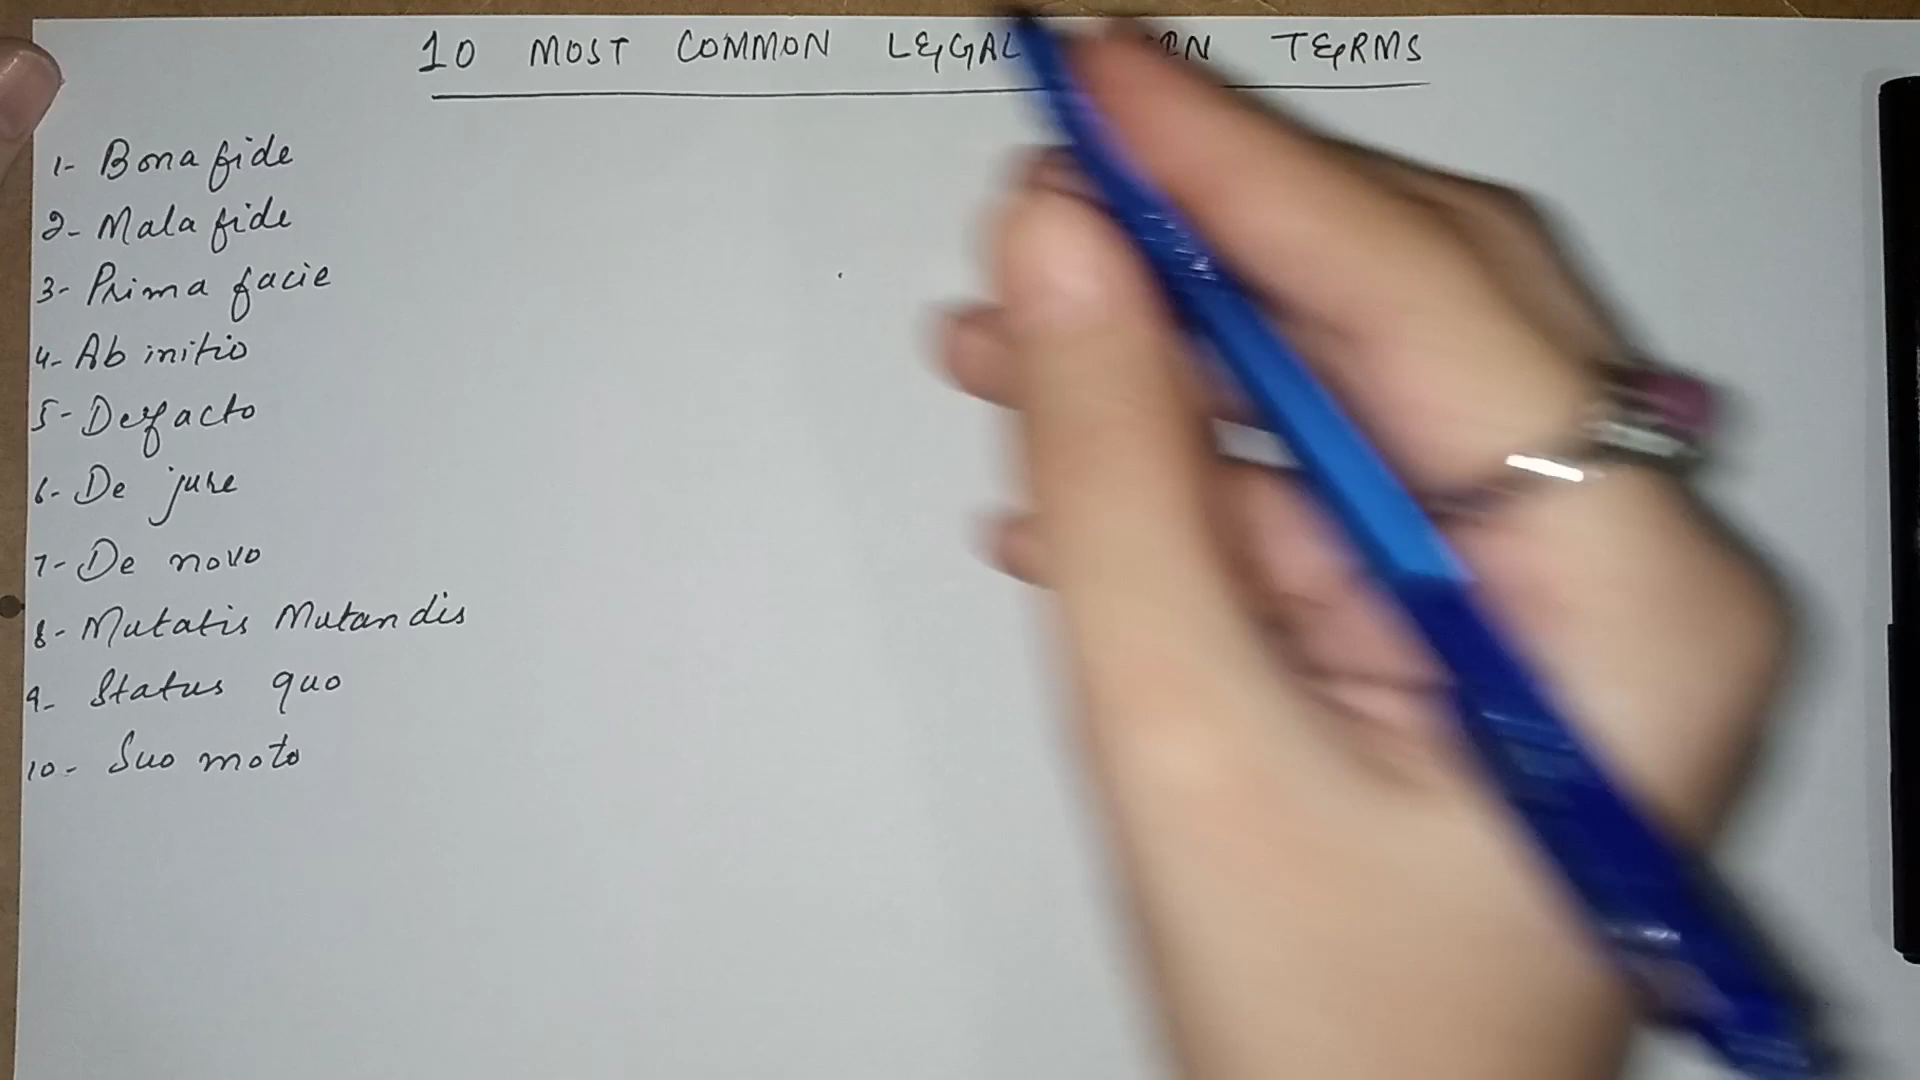 10 MOST COMMON LEGAL TERMS
1- Bona fide
2- Mala fide
3- Prima facie
4- Ab initio
5- Defacto
6- De jure
7- De novo
8- Mutatis Mutandis
9- Status quo
10- Suo moto